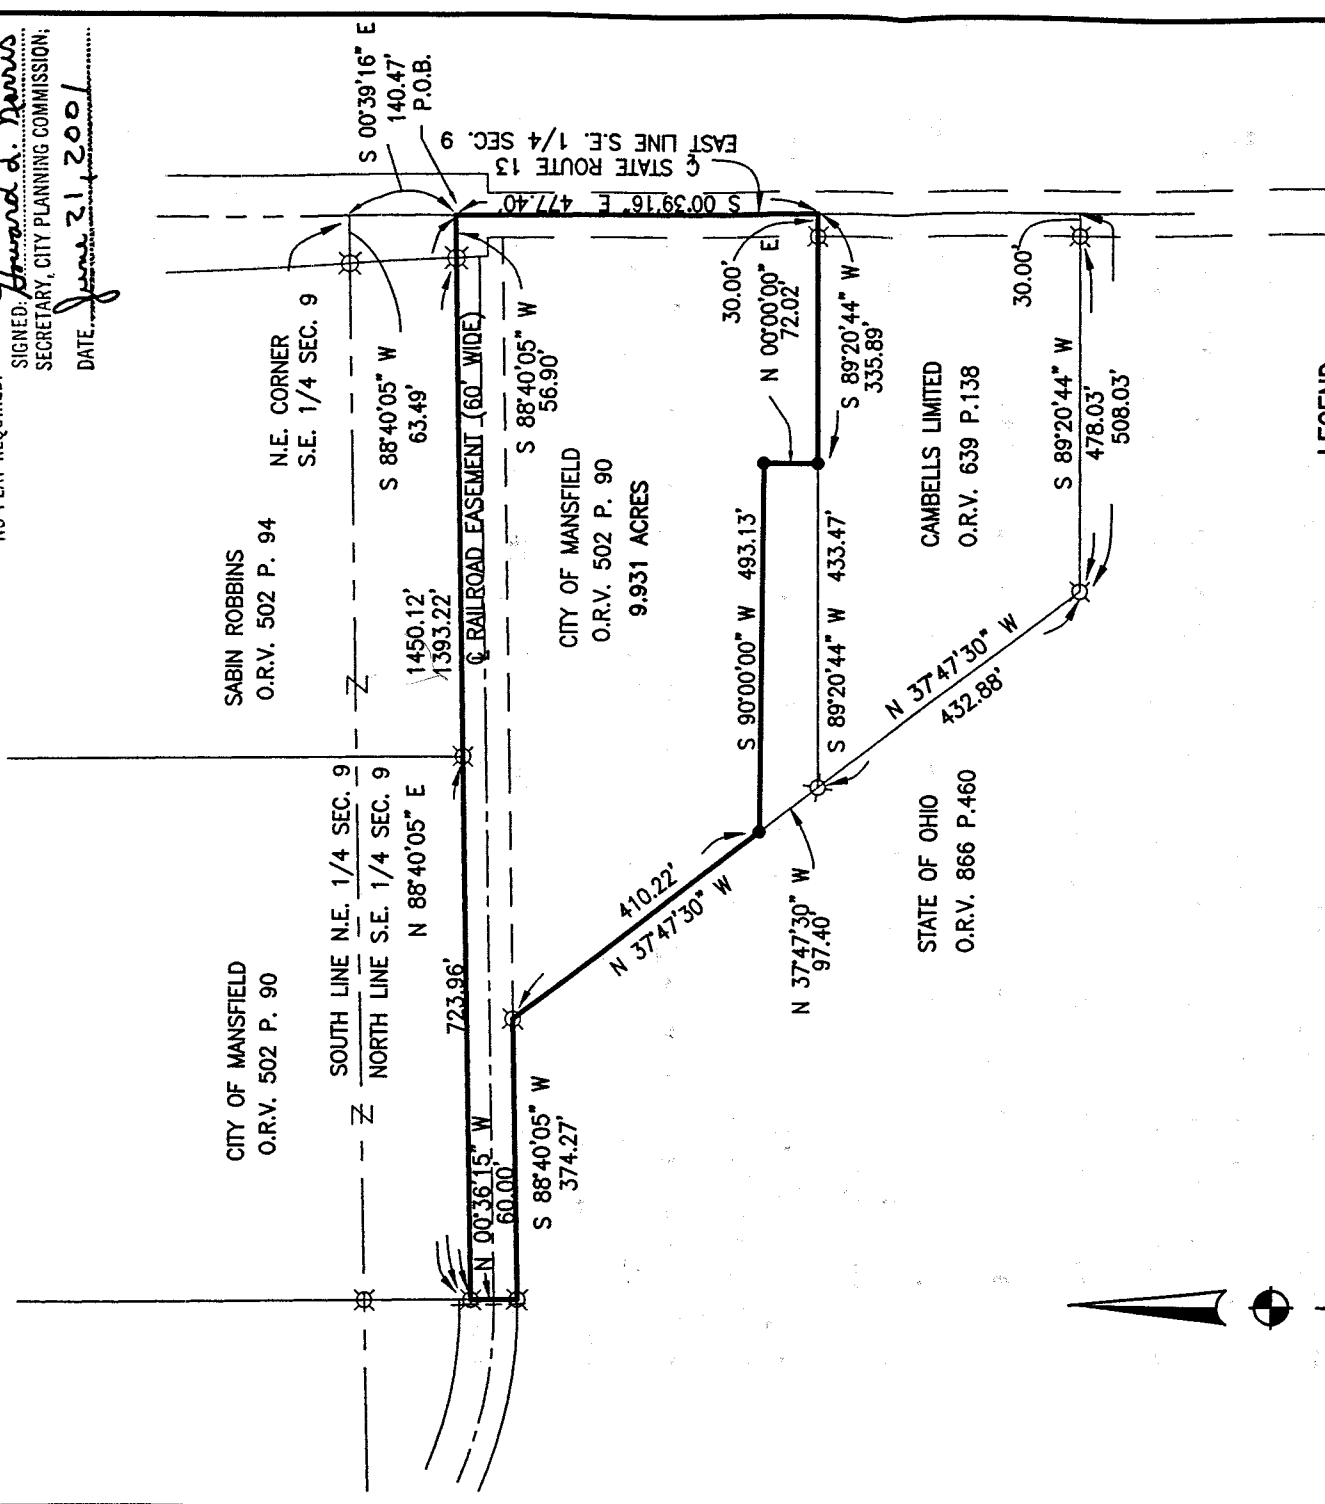 SIGNED: Howard L. Dorris
SECRETARY, CITY PLANNING COMMISSION;
DATE June 21, 2001
S 00°39'16" E
140.47'
P.O.B.
EAST LINE S.E. 1/4 SEC. 9
℄ STATE ROUTE 13
S 00°39'16" E 477.40'
N.E. CORNER
S.E. 1/4 SEC. 9
S 88°40'05" W
63.49'
SABIN ROBBINS
O.R.V. 502 P. 94
1450.12'
1393.22'
℄ RAILROAD EASEMENT (60' WIDE)
S 88°40'05" W
56.90'
CITY OF MANSFIELD
O.R.V. 502 P. 90
9.931 ACRES
30.00'
N 00°00'00" E
72.02'
S 89°20'44" W
335.89'
30.00'
S 89°20'44" W
478.03'
508.03'
CAMBELLS LIMITED
O.R.V. 639 P.138
S 90°00'00" W 493.13'
S 89°20'44" W 433.47'
N 37°47'30" W
432.88'
SOUTH LINE N.E. 1/4 SEC. 9
NORTH LINE S.E. 1/4 SEC. 9
N 88°40'05" E
723.96'
CITY OF MANSFIELD
O.R.V. 502 P. 90
410.22'
N 37°47'30" W
N 37°47'30" W
97.40'
STATE OF OHIO
O.R.V. 866 P.460
N 00°36'15" W
60.00'
S 88°40'05" W
374.27'
LEGEND